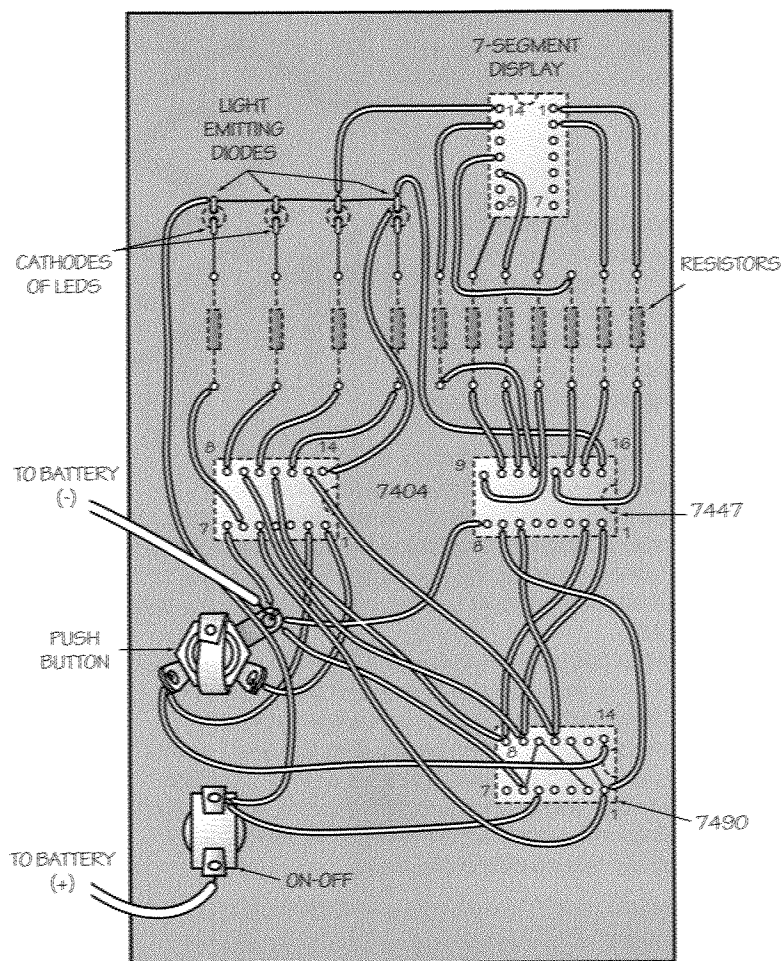 7-SEGMENT
DISPLAY
LIGHT
EMITTING
DIODES
14 1
8 7
CATHODES
OF LEDS
RESISTORS
8 14
9 16
TO BATTERY
(-)
7404
7447
7 1
8 1
PUSH
BUTTON
14
8
7 1
7490
TO BATTERY
(+)
ON-OFF